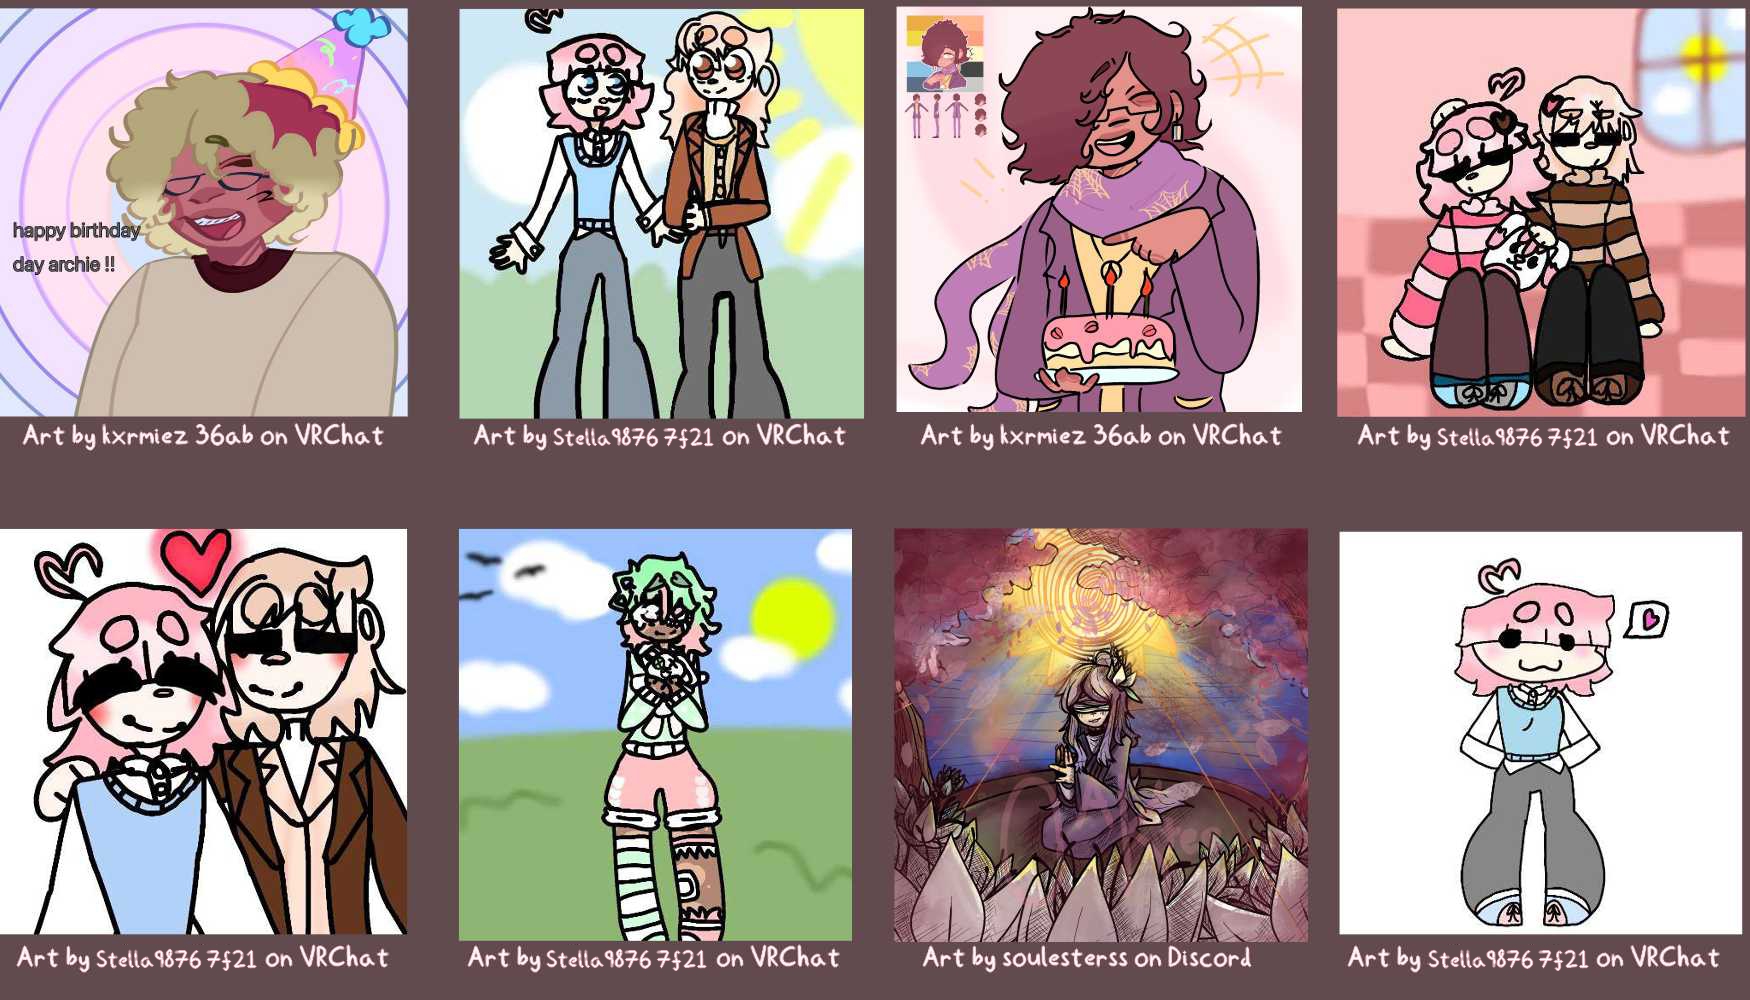 happy birthday
day archie !!
Art by kxrmiez 36ab on VRChat
Art by Stella9876 7f21 on VRChat
Art by kxrmiez 36ab on VRChat
Art by Stella9876 7f21 on VRChat
Art by Stella9876 7f21 on VRChat
Art by Stella9876 7f21 on VRChat
Art by soulesterss on Discord
Art by Stella9876 7f21 on VRChat